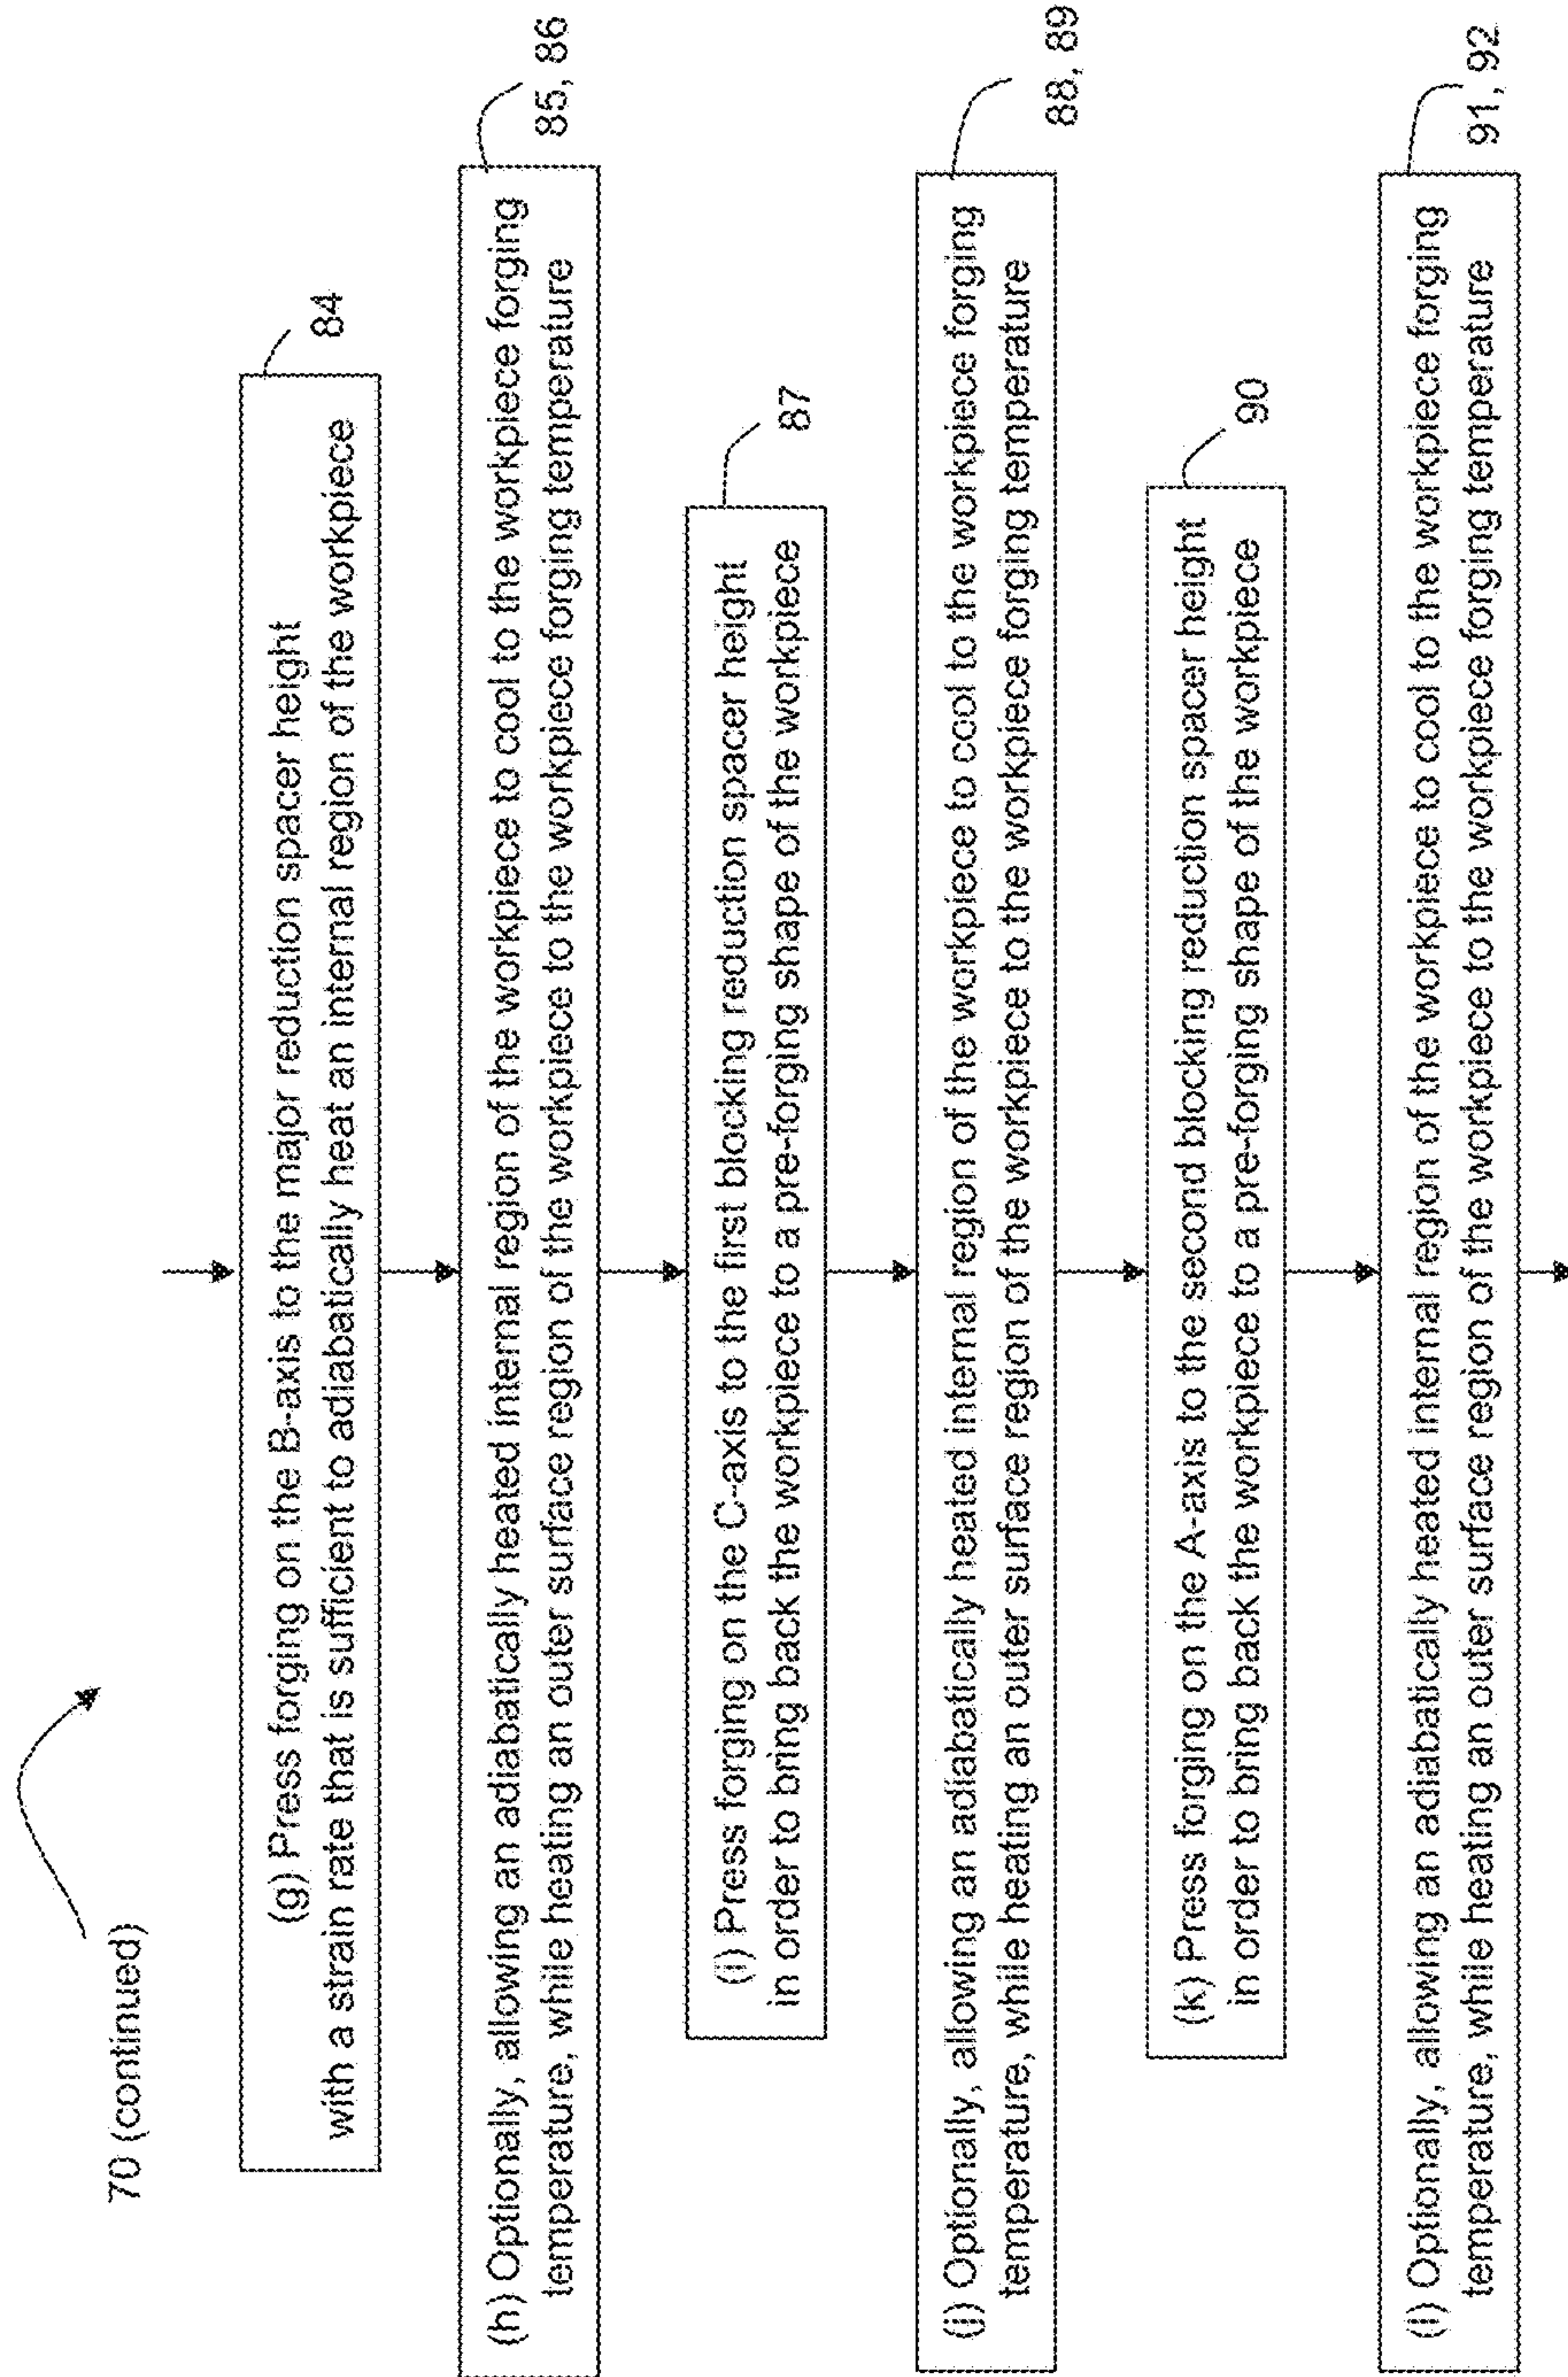 70 (continued)
(g) Press forging on the B-axis to the major reduction spacer height
with a strain rate that is sufficient to adiabatically heat an internal region of the workpiece
84
(h) Optionally, allowing an adiabatically heated internal region of the workpiece to cool to the workpiece forging
temperature, while heating an outer surface region of the workpiece to the workpiece forging temperature
85, 86
(i) Press forging on the C-axis to the first blocking reduction spacer height
in order to bring back the workpiece to a pre-forging shape of the workpiece
87
(j) Optionally, allowing an adiabatically heated internal region of the workpiece to cool to the workpiece forging
temperature, while heating an outer surface region of the workpiece to the workpiece forging temperature
88, 89
(k) Press forging on the A-axis to the second blocking reduction spacer height
in order to bring back the workpiece to a pre-forging shape of the workpiece
90
(l) Optionally, allowing an adiabatically heated internal region of the workpiece to cool to the workpiece forging
temperature, while heating an outer surface region of the workpiece to the workpiece forging temperature
91, 92